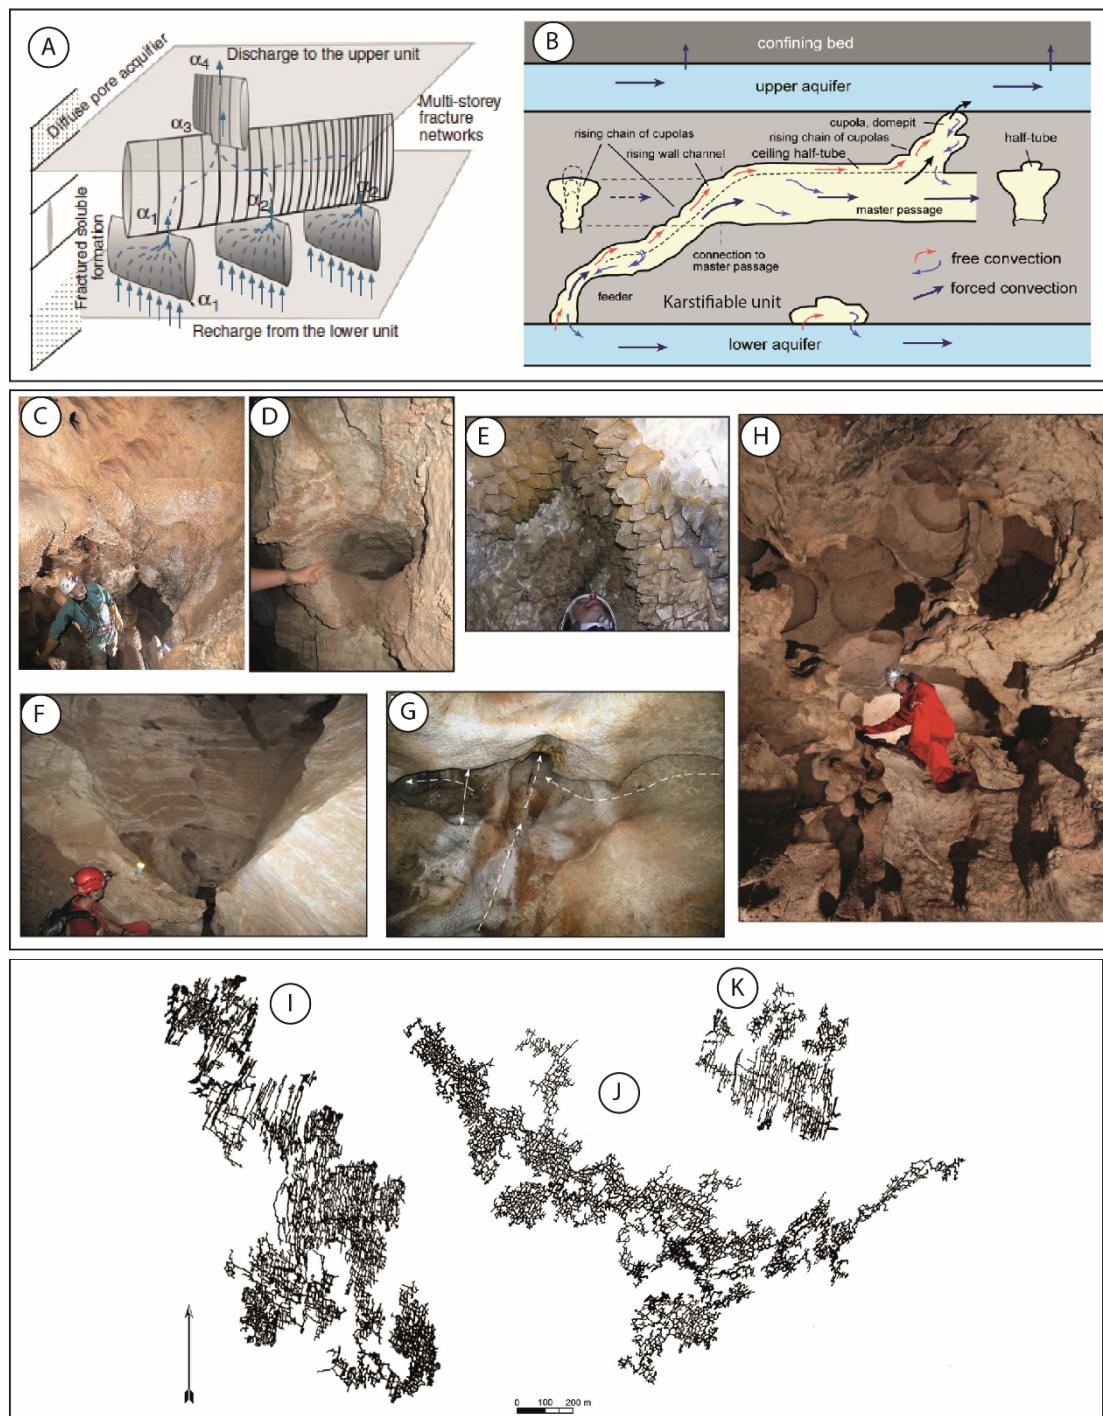 A
Discharge to the upper unit
Diffuse pore acquifier
α4
α3
Multi-storey
fracture
networks
α1
α2
α2
Fractured soluble
formation
α1
Recharge from the lower unit
B
confining bed
upper aquifer
cupola, domepit
rising chain of cupolas
rising chain of cupolas
half-tube
rising wall channel
ceiling half-tube
master passage
connection to
master passage
free convection
feeder
forced convection
Karstifiable unit
lower aquifer
C
D
E
H
F
G
I
K
J
0 100 200 m